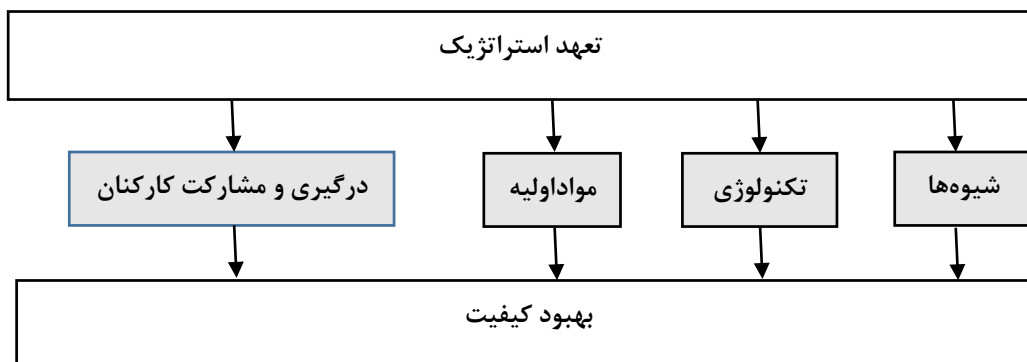 تعهد استراتژیک
شیوه‌ها
تکنولوژی
مواداولیه
درگیری و مشارکت کارکنان
بهبود کیفیت